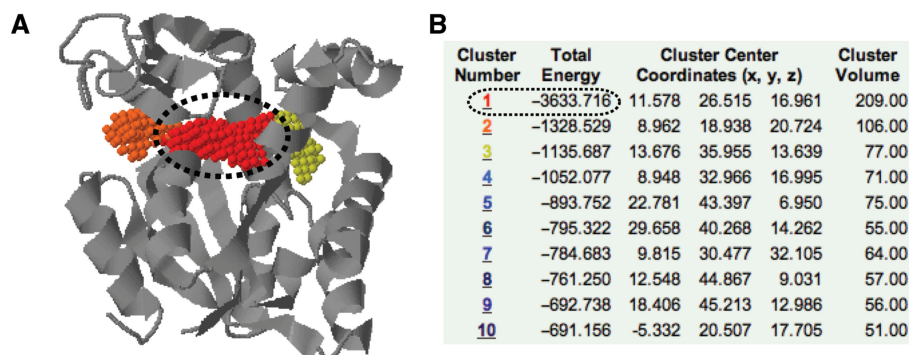 A
B
Cluster Number Total Energy Cluster Center Coordinates (x, y, z) Cluster Volume
1 −3633.716 11.578 26.515 16.961 209.00
2 −1328.529 8.962 18.938 20.724 106.00
3 −1135.687 13.676 35.955 13.639 77.00
4 −1052.077 8.948 32.966 16.995 71.00
5 −893.752 22.781 43.397 6.950 75.00
6 −795.322 29.658 40.268 14.262 55.00
7 −784.683 9.815 30.477 32.105 64.00
8 −761.250 12.548 44.867 9.031 57.00
9 −692.738 18.406 45.213 12.986 56.00
10 −691.156 -5.332 20.507 17.705 51.00